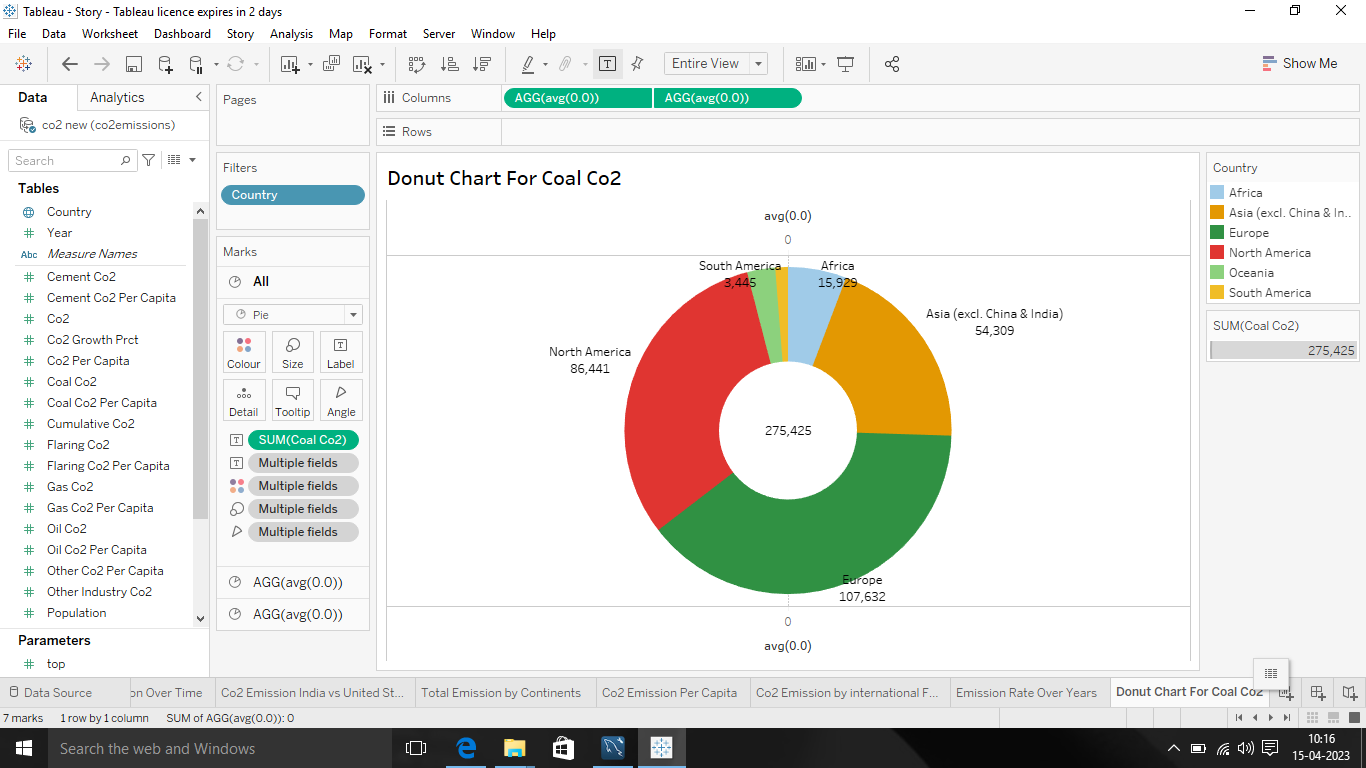 Tableau - Story - Tableau licence expires in 2 days
File Data Worksheet Dashboard Story Analysis Map Format Server Window Help
Entire View
Show Me
Data Analytics
co2 new (co2emissions)
Search
Tables
Country
Year
Measure Names
Cement Co2
Cement Co2 Per Capita
Co2
Co2 Growth Prct
Co2 Per Capita
Coal Co2
Coal Co2 Per Capita
Cumulative Co2
Flaring Co2
Flaring Co2 Per Capita
Gas Co2
Gas Co2 Per Capita
Oil Co2
Oil Co2 Per Capita
Other Co2 Per Capita
Other Industry Co2
Population
Parameters
top
Pages
Filters
Country
Marks
All
Pie
Colour Size Label
Detail Tooltip Angle
SUM(Coal Co2)
Multiple fields
Multiple fields
Multiple fields
Multiple fields
AGG(avg(0.0))
AGG(avg(0.0))
Columns AGG(avg(0.0)) AGG(avg(0.0))
Rows
Donut Chart For Coal Co2
avg(0.0)
0
South America
3,445
Africa
15,929
Asia (excl. China & India)
54,309
North America
86,441
275,425
Europe
107,632
0
avg(0.0)
Country
Africa
Asia (excl. China & In..
Europe
North America
Oceania
South America
SUM(Coal Co2)
275,425
Data Source on Over Time Co2 Emission India vs United St... Total Emission by Continents Co2 Emission Per Capita Co2 Emission by international F... Emission Rate Over Years Donut Chart For Coal Co2
7 marks 1 row by 1 column SUM of AGG(avg(0.0)): 0
Search the web and Windows
10:16
15-04-2023